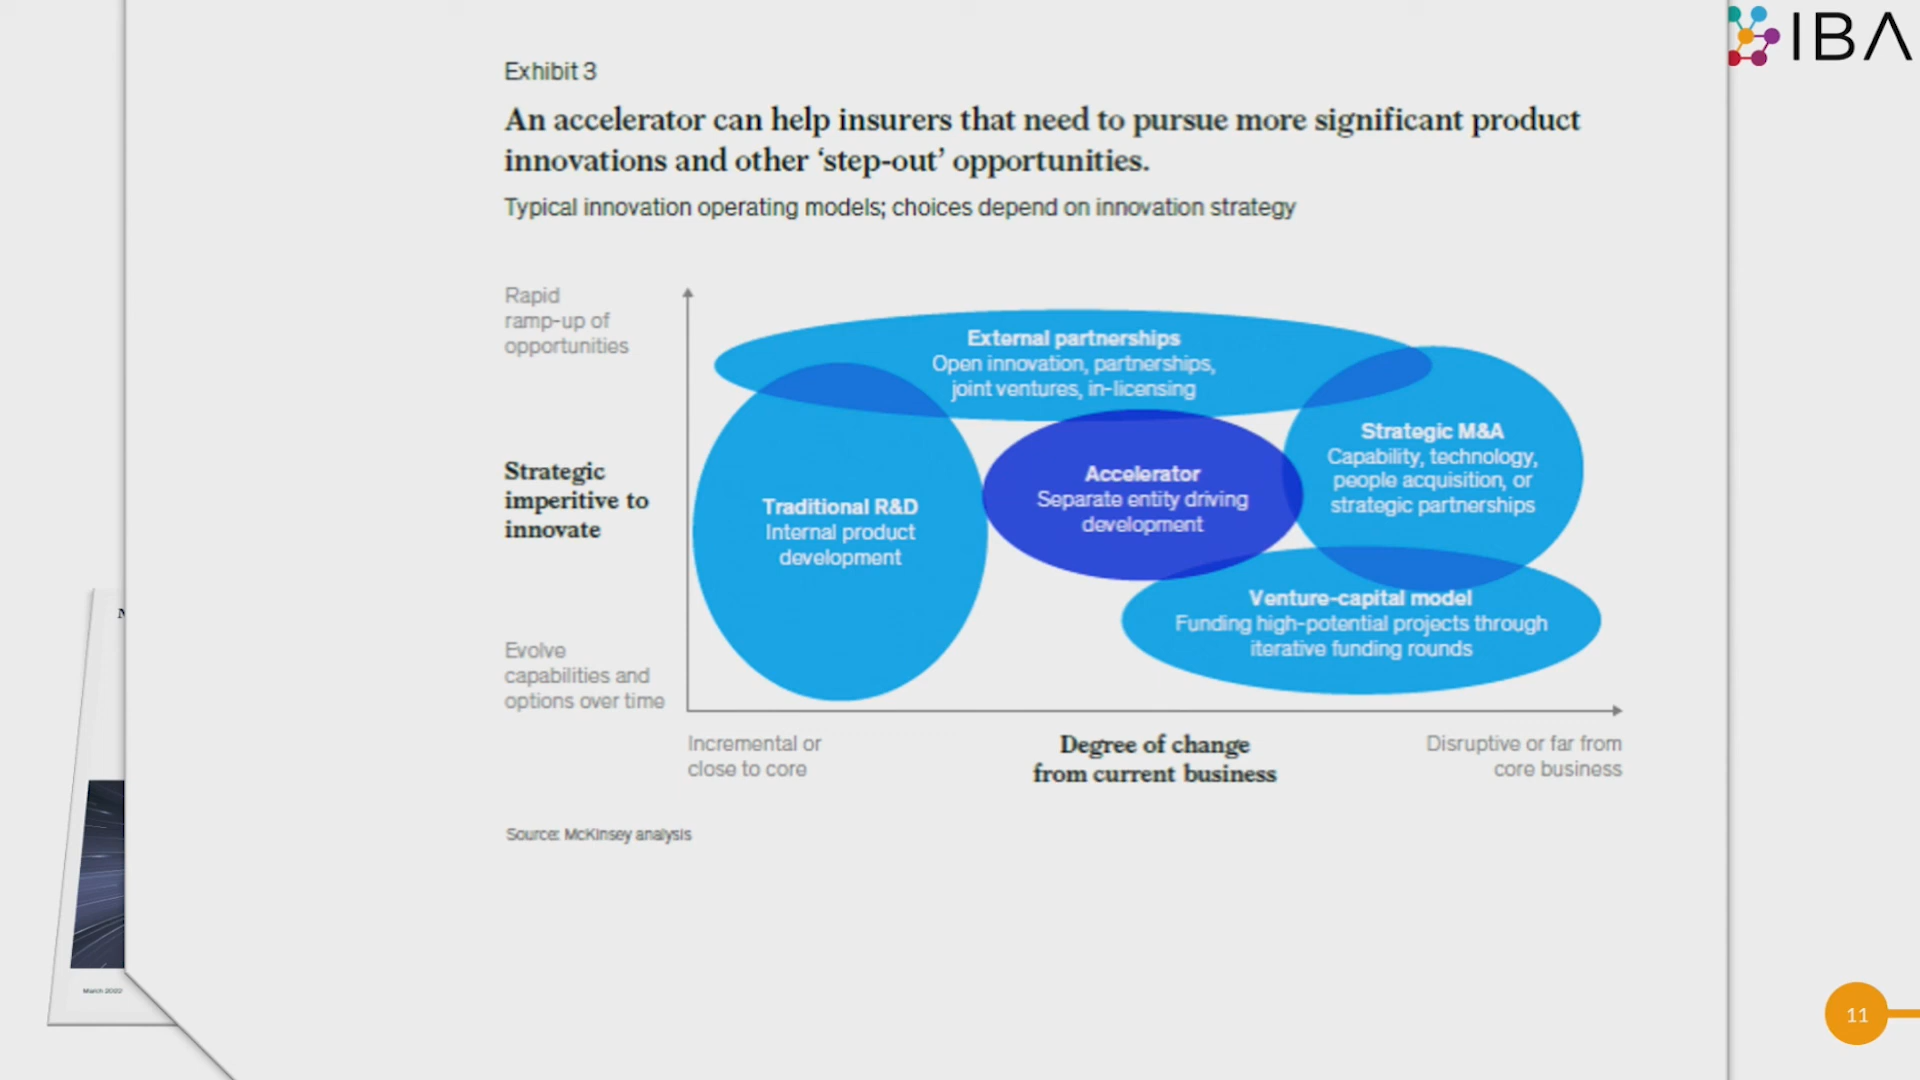 IBA
Exhibit 3
An accelerator can help insurers that need to pursue more significant product
innovations and other ‘step-out’ opportunities.
Typical innovation operating models; choices depend on innovation strategy
Rapid
ramp-up of
opportunities
Strategic
imperitive to
innovate
Evolve
capabilities and
options over time
External partnerships
Open innovation, partnerships,
joint ventures, in-licensing
Traditional R&D
Internal product
development
Accelerator
Separate entity driving
development
Strategic M&A
Capability, technology,
people acquisition, or
strategic partnerships
Venture-capital model
Funding high-potential projects through
iterative funding rounds
Incremental or
close to core
Degree of change
from current business
Disruptive or far from
core business
Source: McKinsey analysis
11